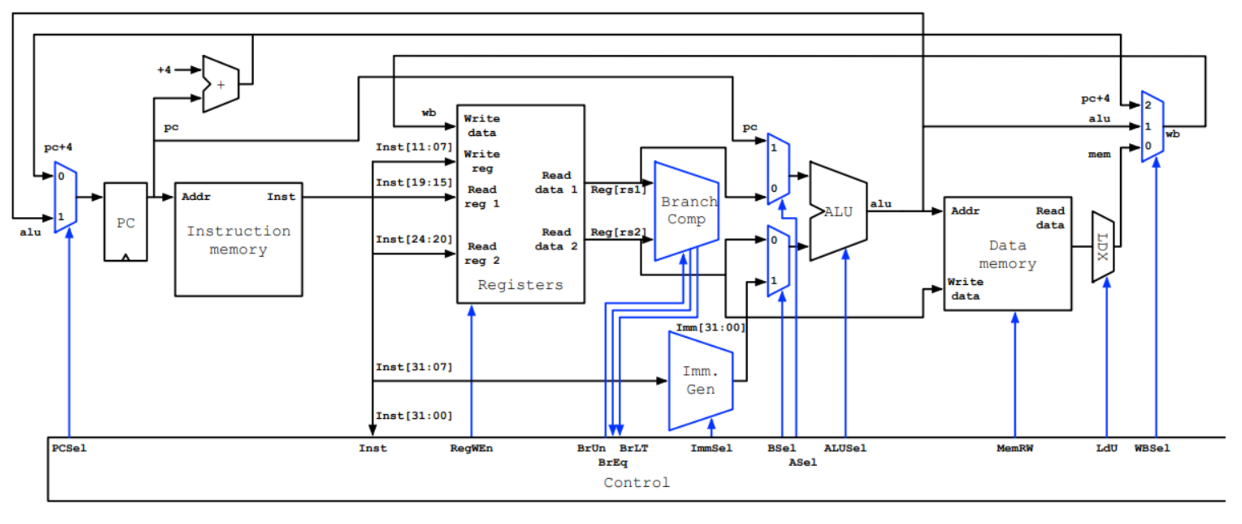 +4
+
pc
wb
pc
pc+4
2
alu
1
wb
mem
0
pc+4
0
1
alu
PC
Addr
Inst
Instruction
memory
Inst[11:07]
Inst[19:15]
Inst[24:20]
Write
data
Write
reg
Read
reg 1
Read
reg 2
Read
data 1
Read
data 2
Registers
Reg[rs1]
Reg[rs2]
Branch
Comp
1
0
0
1
ALU
alu
Addr
Read
data
Data
memory
Write
data
LDX
Imm[31:00]
Imm.
Gen
Inst[31:07]
Inst[31:00]
PCSel
Inst
RegWEn
BrUn
BrEq
BrLT
ImmSel
BSel
ASel
ALUSel
MemRW
LdU
WBSel
Control